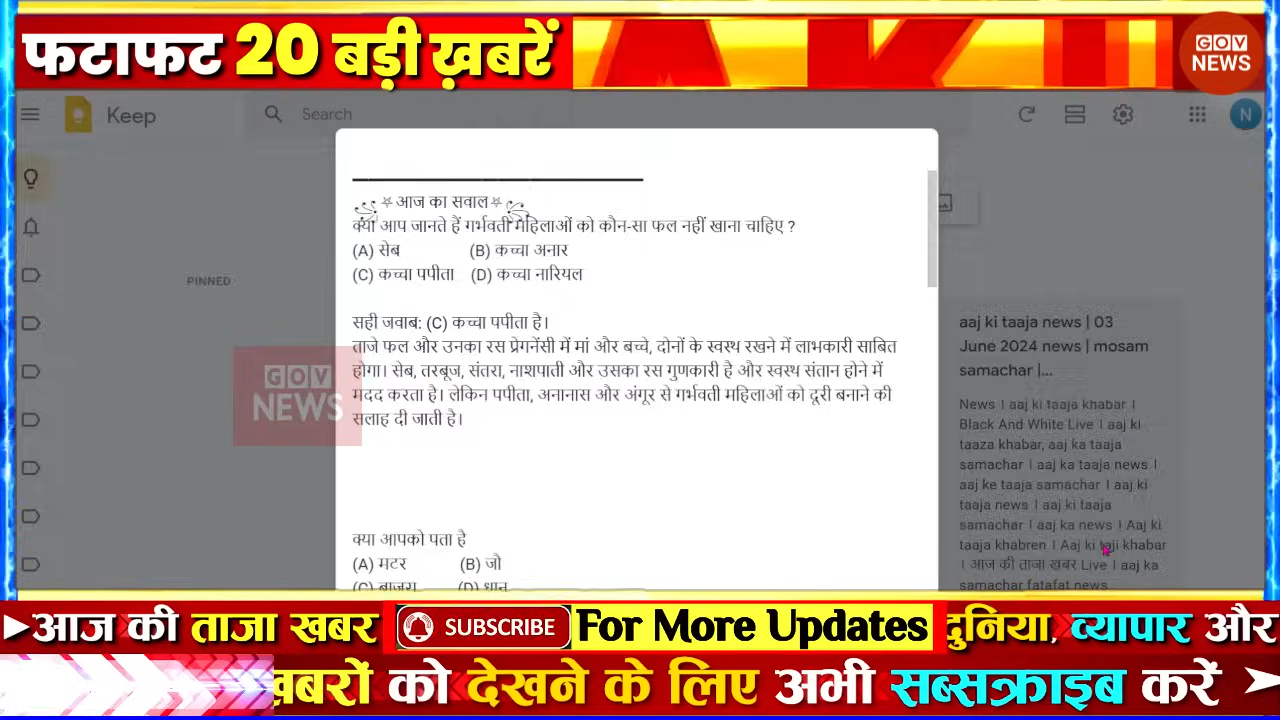 फटाफट 20 बड़ी ख़बरें
GOV
NEWS
Keep
Search
N
PINNED
आज का सवाल
क्या आप जानते हैं गर्भवती महिलाओं को कौन-सा फल नहीं खाना चाहिए ?
(A) सेब (B) कच्चा अनार
(C) कच्चा पपीता (D) कच्चा नारियल
सही जवाब: (C) कच्चा पपीता है।
ताजे फल और उनका रस प्रेगनेंसी में मां और बच्चे, दोनों के स्वस्थ रखने में लाभकारी साबित
होगा। सेब, तरबूज, संतरा, नाशपाती और उसका रस गुणकारी है और स्वस्थ संतान होने में
मदद करता है। लेकिन पपीता, अनानास और अंगूर से गर्भवती महिलाओं को दूरी बनाने की
सलाह दी जाती है।
क्या आपको पता है
(A) मटर (B) जौ
(C) बाजरा (D) धान
GOV
NEWS
aaj ki taaja news | 03
June 2024 news | mosam
samachar |...
News । aaj ki taaja khabar ।
Black And White Live । aaj ki
taaza khabar, aaj ka taaja
samachar । aaj ka taaja news ।
aaj ke taaja samachar । aaj ki
taaja news । aaj ki taaja
samachar । aaj ka news । Aaj ki
taaja khabren । Aaj ki taji khabar
। आज की ताजा खबर Live । aaj ka
samachar fatafat news
आज की ताजा खबर SUBSCRIBE For More Updates दुनिया, व्यापार और
ख़बरों को देखने के लिए अभी सब्सक्राइब करें